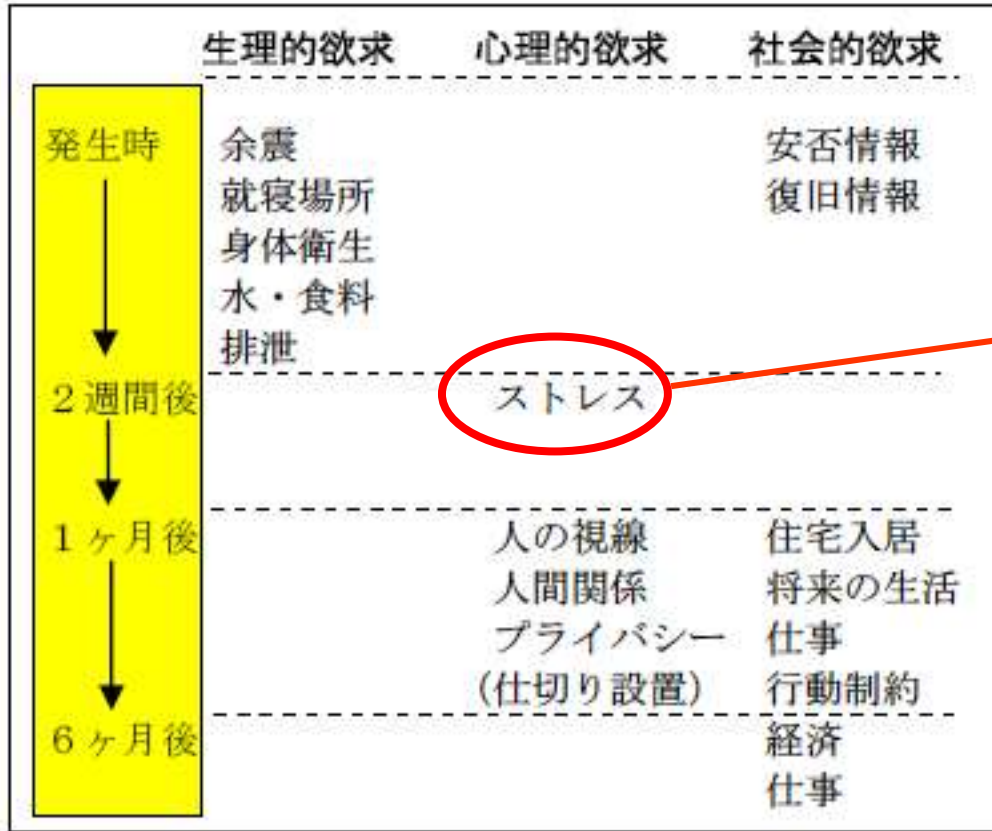 生理的欲求 心理的欲求 社会的欲求
発生時 余震 安否情報
就寝場所 復旧情報
身体衛生
水・食料
排泄
2週間後 ストレス
1ヶ月後 人の視線 住宅入居
人間関係 将来の生活
プライバシー 仕事
(仕切り設置) 行動制約
6ヶ月後 経済
仕事